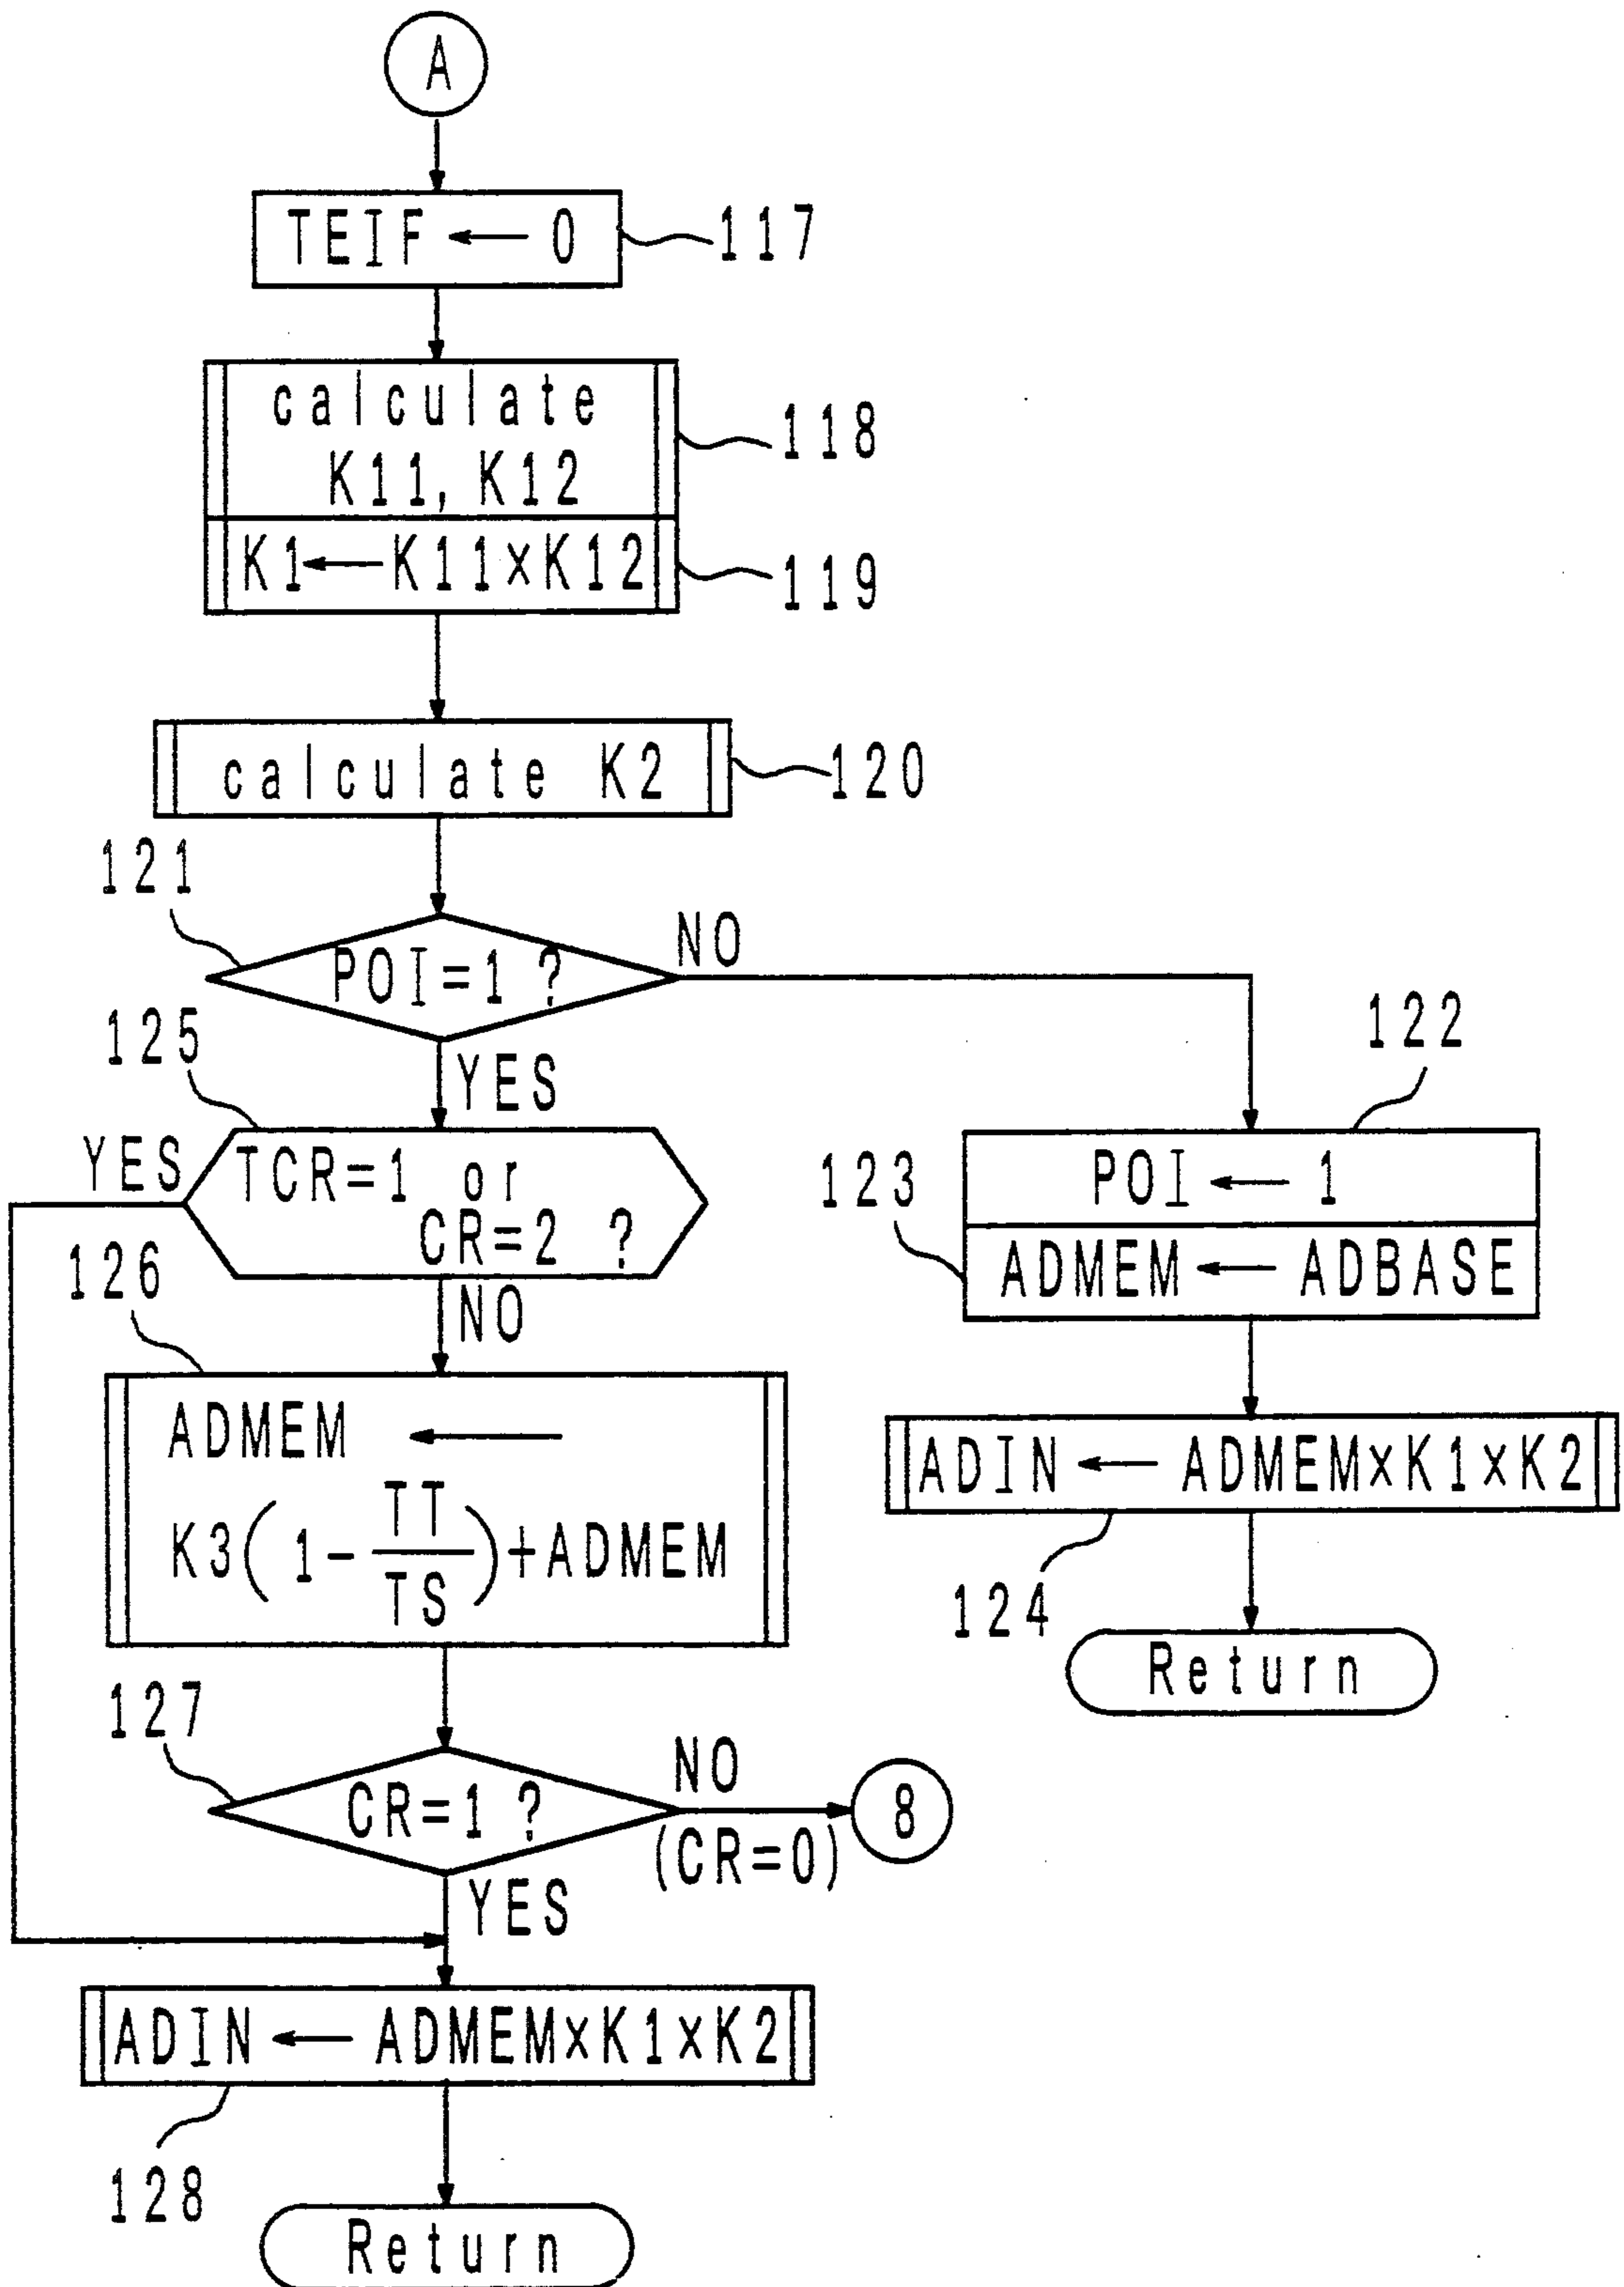 A
TEIF ← 0
117
calculate
K11, K12
118
K1 ← K11×K12
119
calculate K2
120
121
POI=1 ?
NO
YES
125
YES
TCR=1 or
CR=2 ?
NO
122
POI ← 1
123
ADMEM ← ADBASE
ADIN ← ADMEM×K1×K2
124
Return
126
ADMEM ←
K3(1-TT/TS)+ADMEM
127
CR=1 ?
NO
(CR=0)
8
YES
ADIN ← ADMEM×K1×K2
128
Return